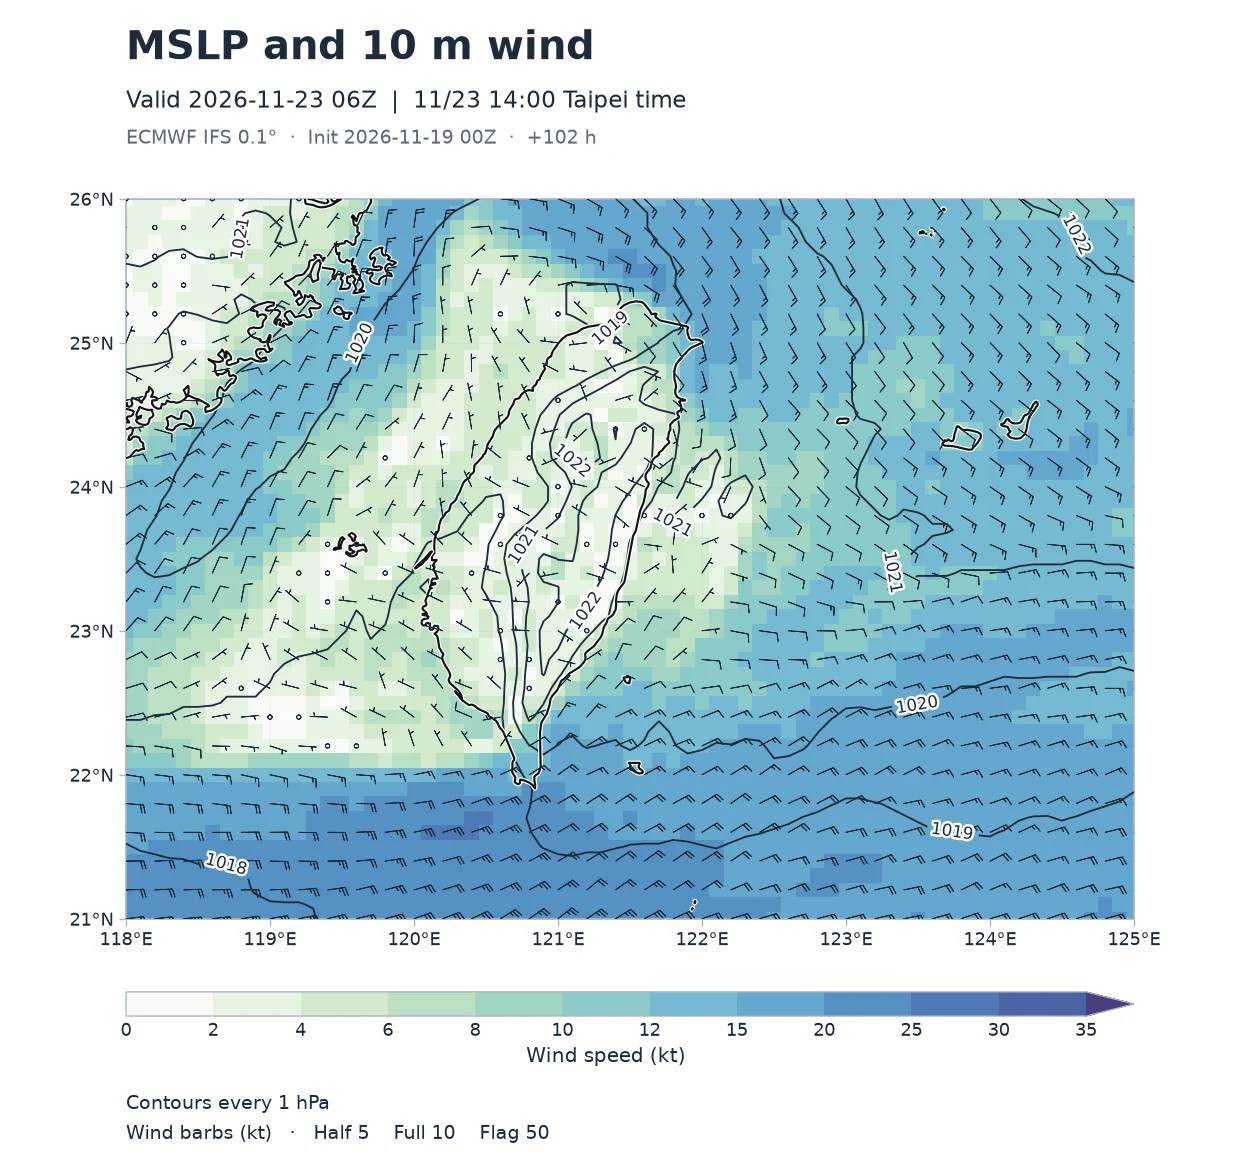 MSLP and 10 m wind
Valid 2026-11-23 06Z | 11/23 14:00 Taipei time
ECMWF IFS 0.1° · Init 2026-11-19 00Z · +102 h
26°N
1021
1022
1020
1019
25°N
1022
24°N
1021
1021
1021
1022
23°N
1020
22°N
1019
1018
21°N
118°E 119°E 120°E 121°E 122°E 123°E 124°E 125°E
0 2 4 6 8 10 12 15 20 25 30 35
Wind speed (kt)
Contours every 1 hPa
Wind barbs (kt) · Half 5 Full 10 Flag 50